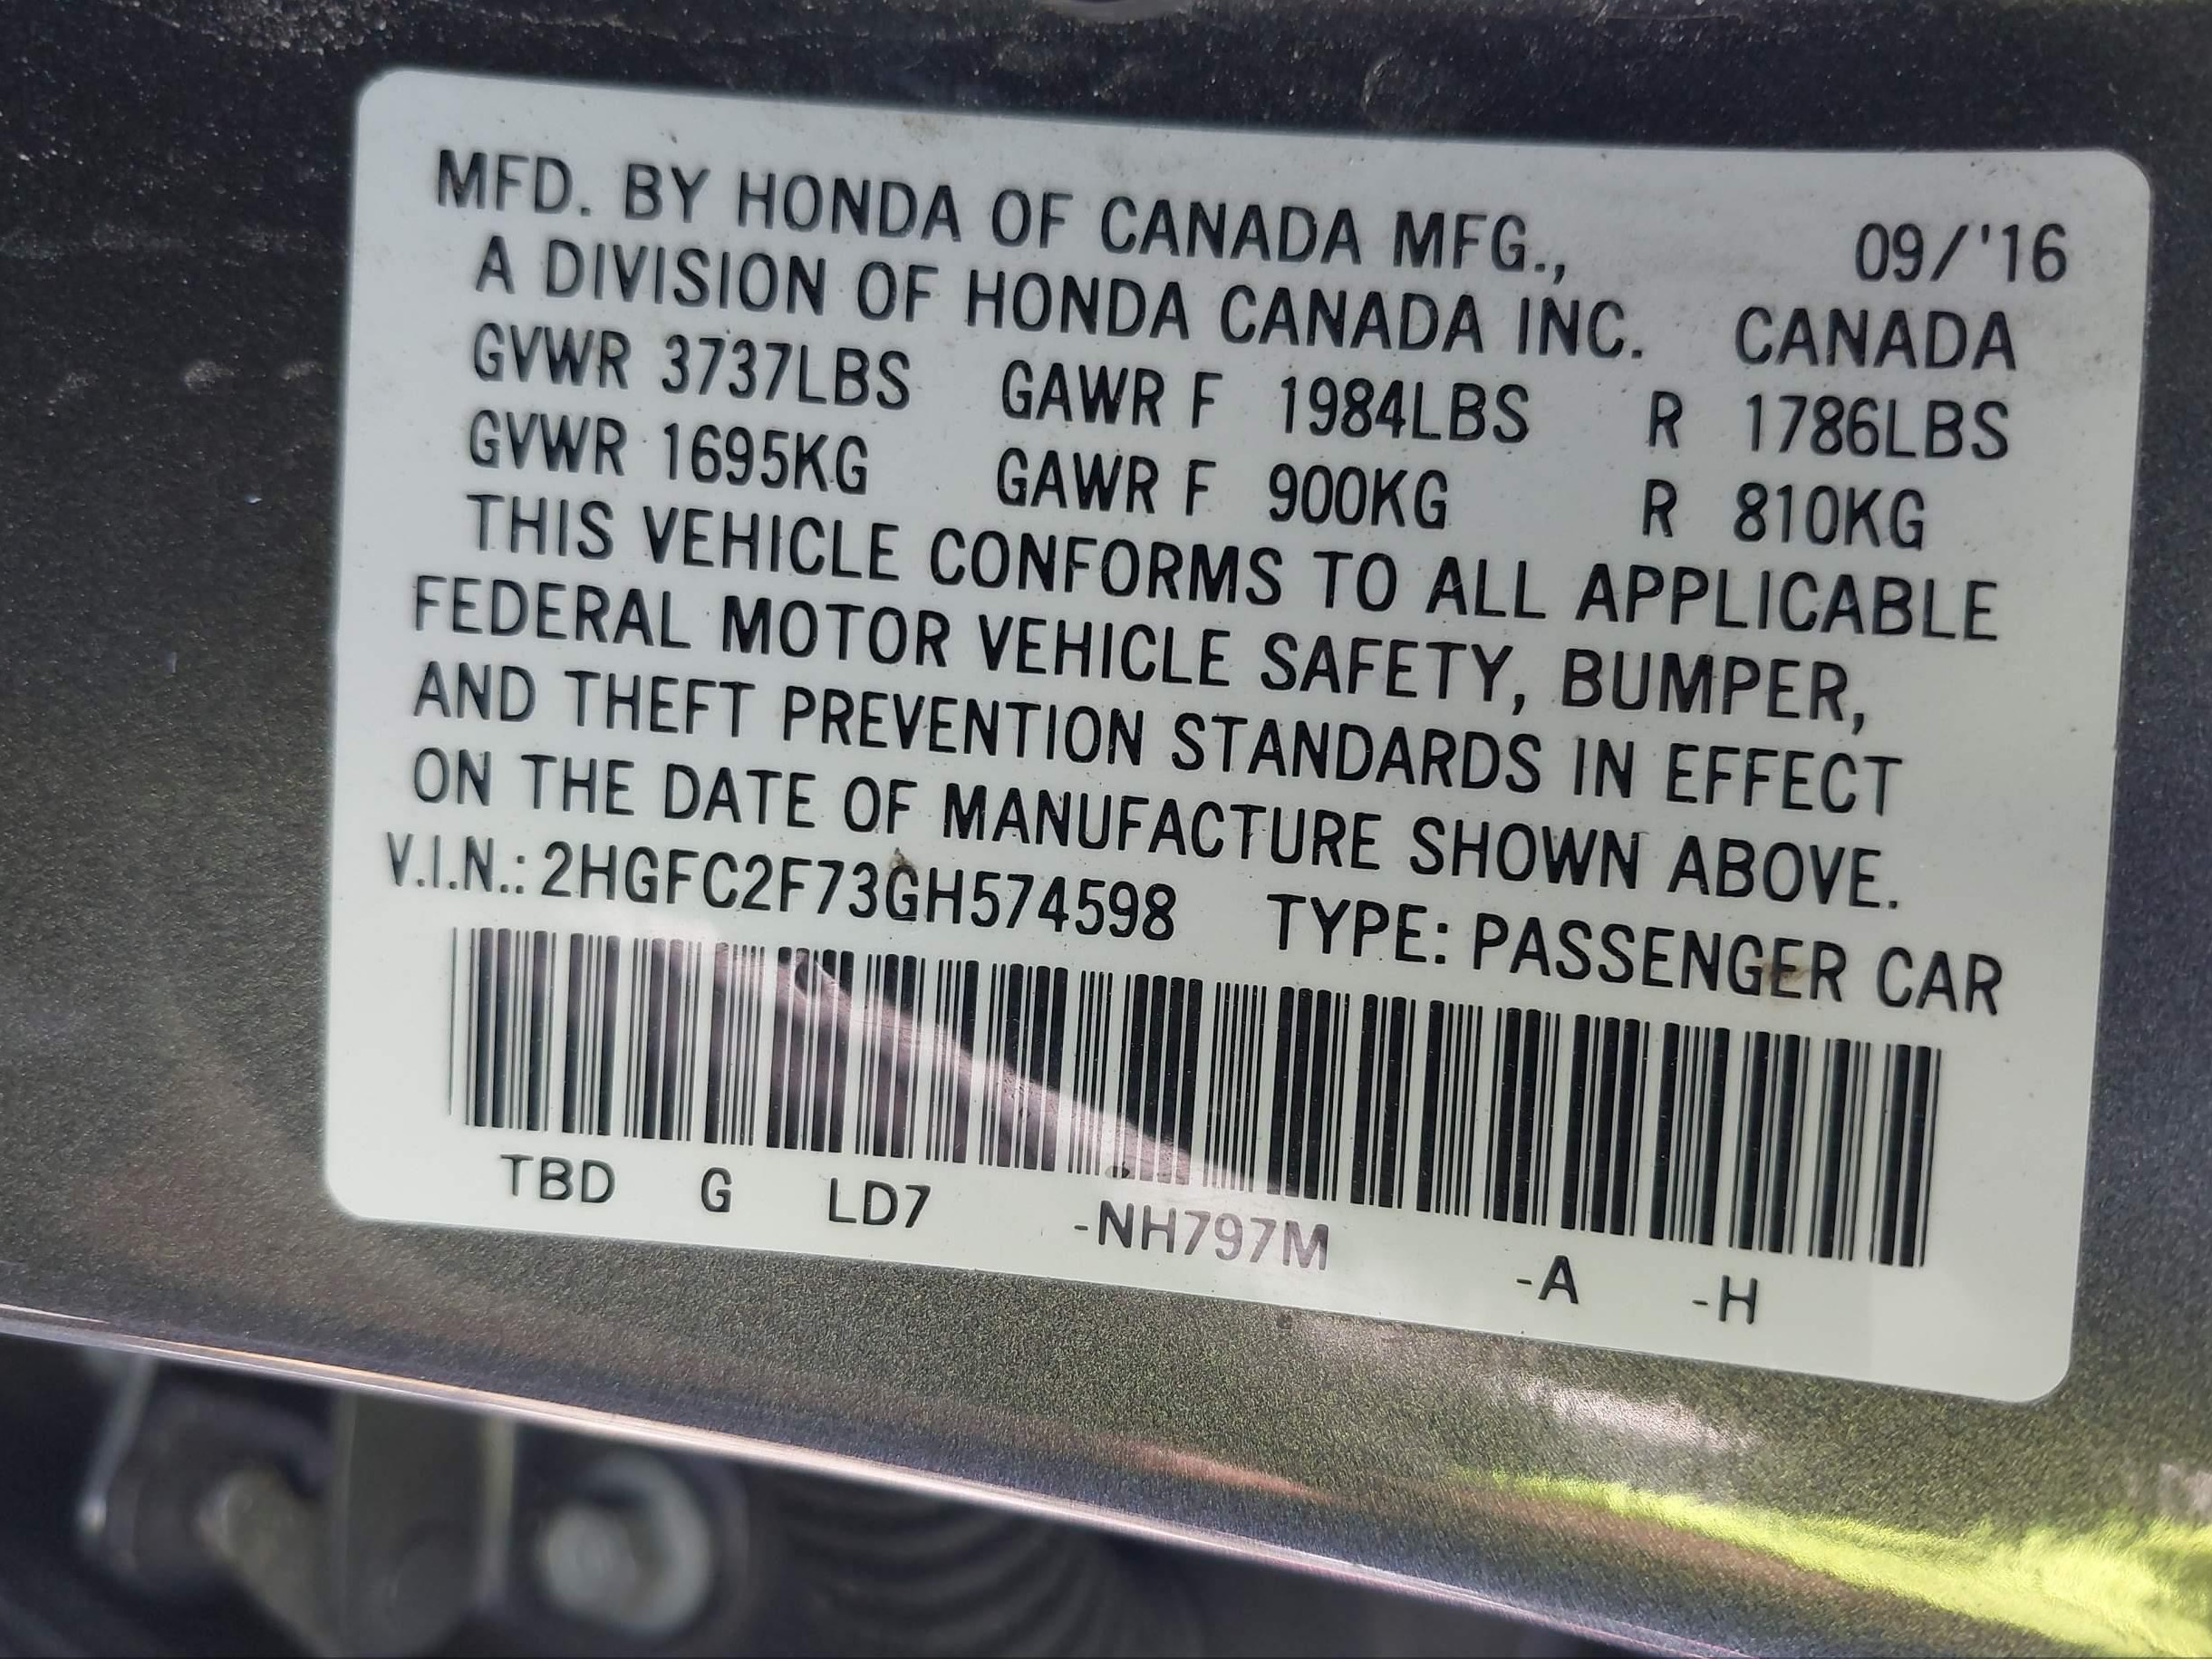 MFD. BY HONDA OF CANADA MFG., 09/'16
A DIVISION OF HONDA CANADA INC. CANADA
GVWR 3737LBS GAWR F 1984LBS R 1786LBS
GVWR 1695KG GAWR F 900KG R 810KG
THIS VEHICLE CONFORMS TO ALL APPLICABLE
FEDERAL MOTOR VEHICLE SAFETY, BUMPER,
AND THEFT PREVENTION STANDARDS IN EFFECT
ON THE DATE OF MANUFACTURE SHOWN ABOVE.
V.I.N.: 2HGFC2F73GH574598 TYPE: PASSENGER CAR
TBD G LD7 -NH797M -A -H